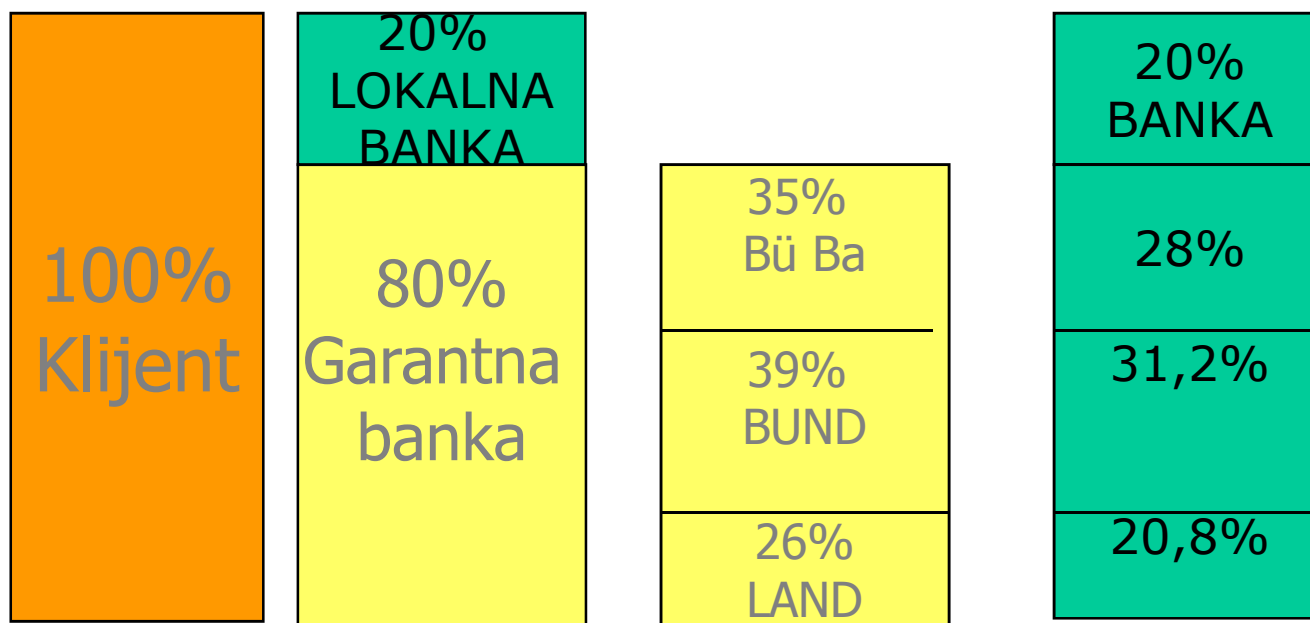 100%
Klijent
20%
LOKALNA
BANKA
80%
Garantna
banka
35%
Bü Ba
39%
BUND
26%
LAND
20%
BANKA
28%
31,2%
20,8%